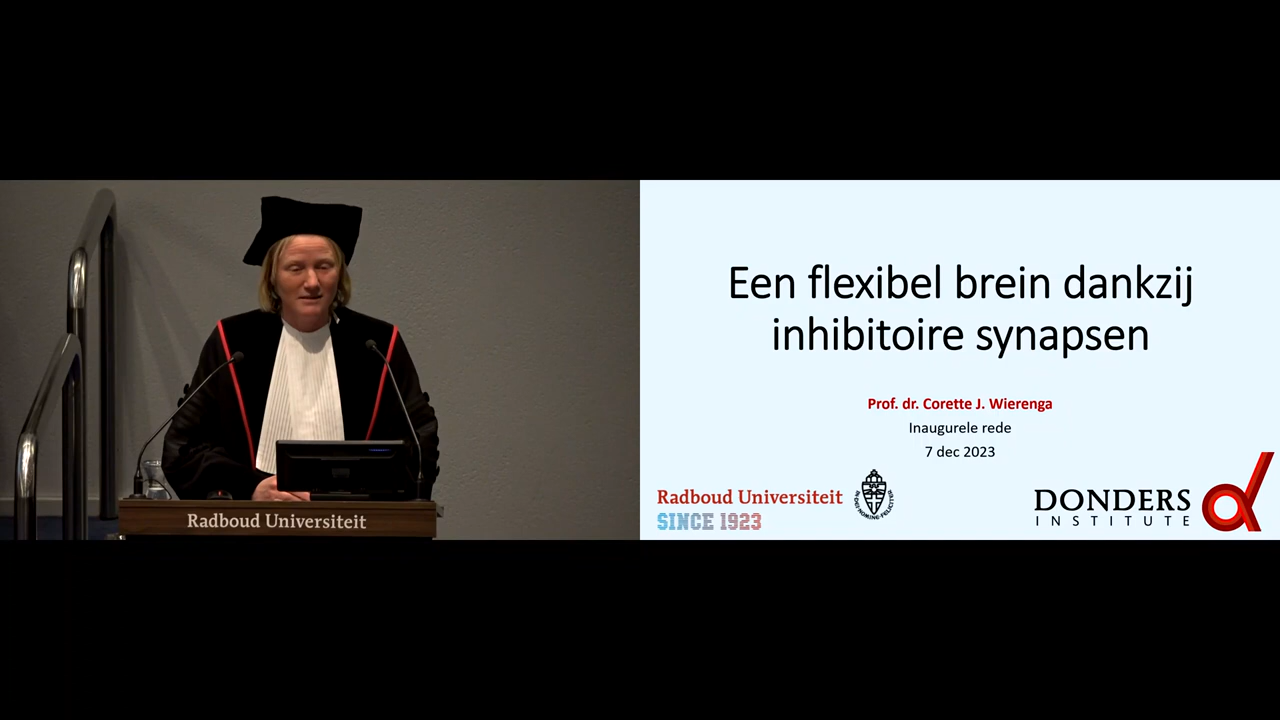 Een flexibel brein dankzij
inhibitoire synapsen
Prof. dr. Corette J. Wierenga
Inaugurele rede
7 dec 2023
Radboud Universiteit
SINCE 1923
DONDERS
INSTITUTE
Radboud Universiteit